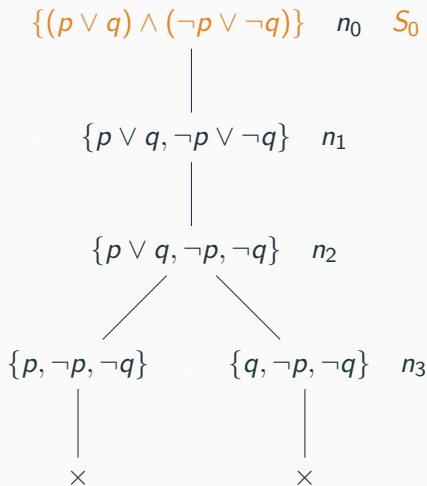 {(p ∨ q) ∧ (¬p ∨ ¬q)} n₀ S₀
{p ∨ q, ¬p ∨ ¬q} n₁
{p ∨ q, ¬p, ¬q} n₂
{p, ¬p, ¬q} {q, ¬p, ¬q} n₃
× ×